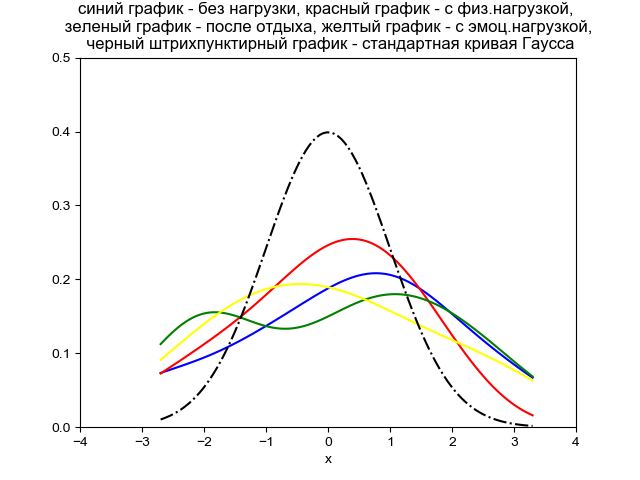 синий график - без нагрузки, красный график - с физ.нагрузкой,
зеленый график - после отдыха, желтый график - с эмоц.нагрузкой,
черный штрихпунктирный график - стандартная кривая Гаусса
0.5
0.4
0.3
0.2
0.1
0.0
−4 −3 −2 −1 0 1 2 3 4
x